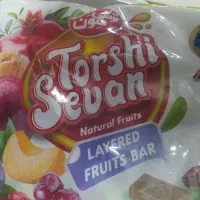 Torshi
Sevan
Natural Fruits
LAYERED
FRUITS BAR